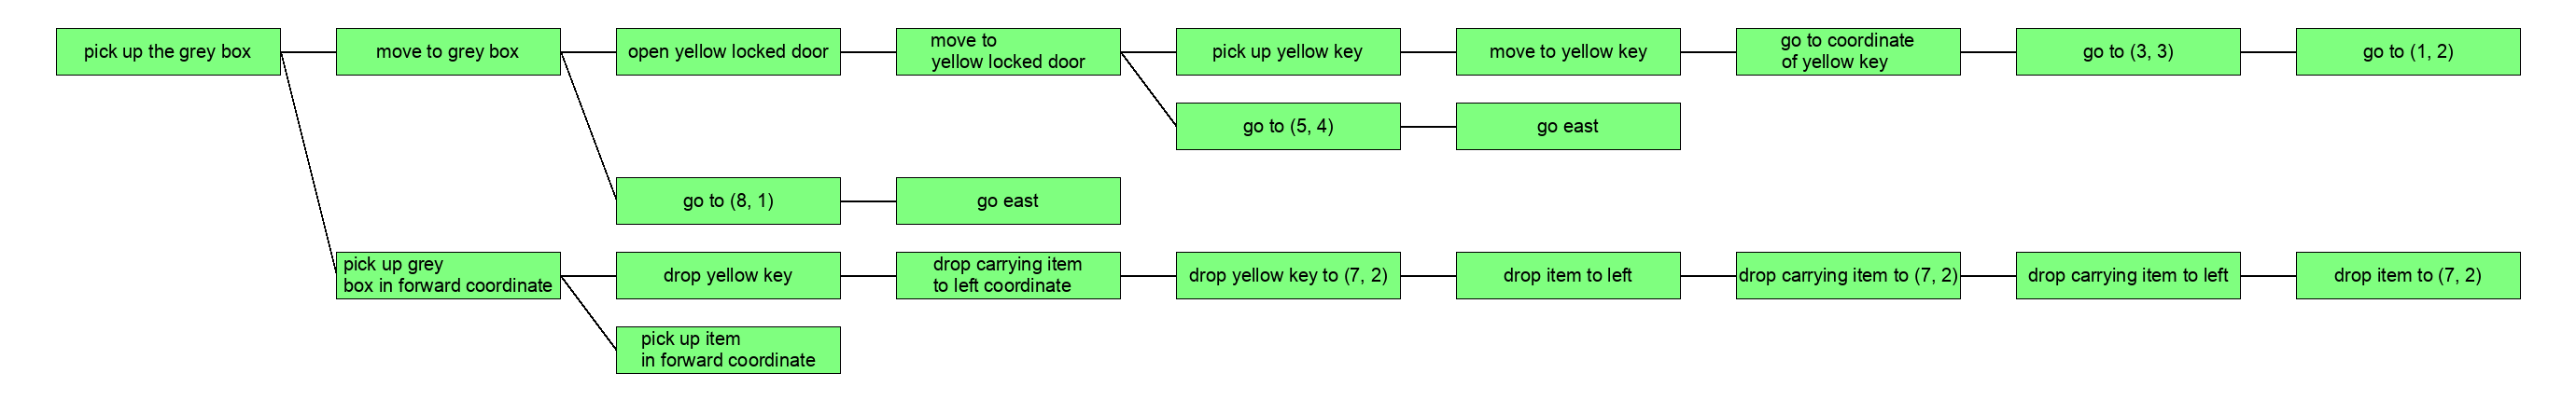 pick up the grey box
move to grey box
open yellow locked door
move to
yellow locked door
pick up yellow key
move to yellow key
go to coordinate
of yellow key
go to (3, 3)
go to (1, 2)
go to (5, 4)
go east
go to (8, 1)
go east
pick up grey
box in forward coordinate
drop yellow key
drop carrying item
to left coordinate
drop yellow key to (7, 2)
drop item to left
drop carrying item to (7, 2)
drop carrying item to left
drop item to (7, 2)
pick up item
in forward coordinate